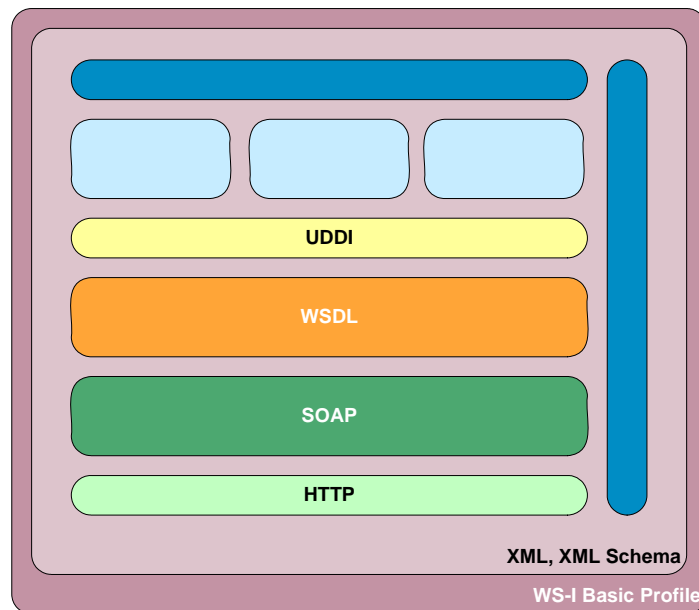 UDDI
WSDL
SOAP
HTTP
XML, XML Schema
WS-I Basic Profile